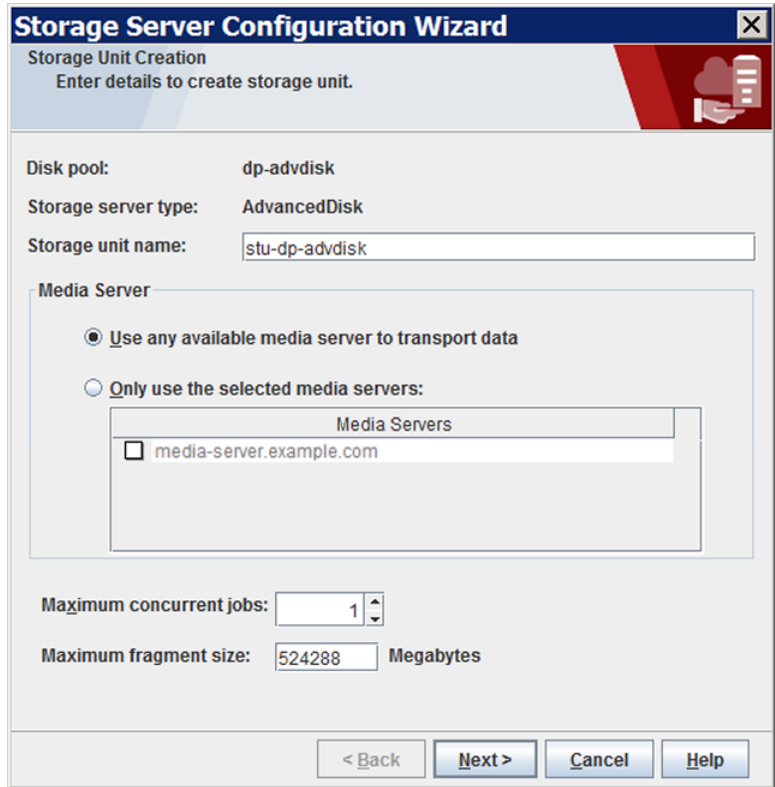 Storage Server Configuration Wizard
Storage Unit Creation
Enter details to create storage unit.
Disk pool: dp-advdisk
Storage server type: AdvancedDisk
Storage unit name: stu-dp-advdisk
Media Server
Use any available media server to transport data
Only use the selected media servers:
Media Servers
media-server.example.com
Maximum concurrent jobs: 1
Maximum fragment size: 524288 Megabytes
< Back Next > Cancel Help